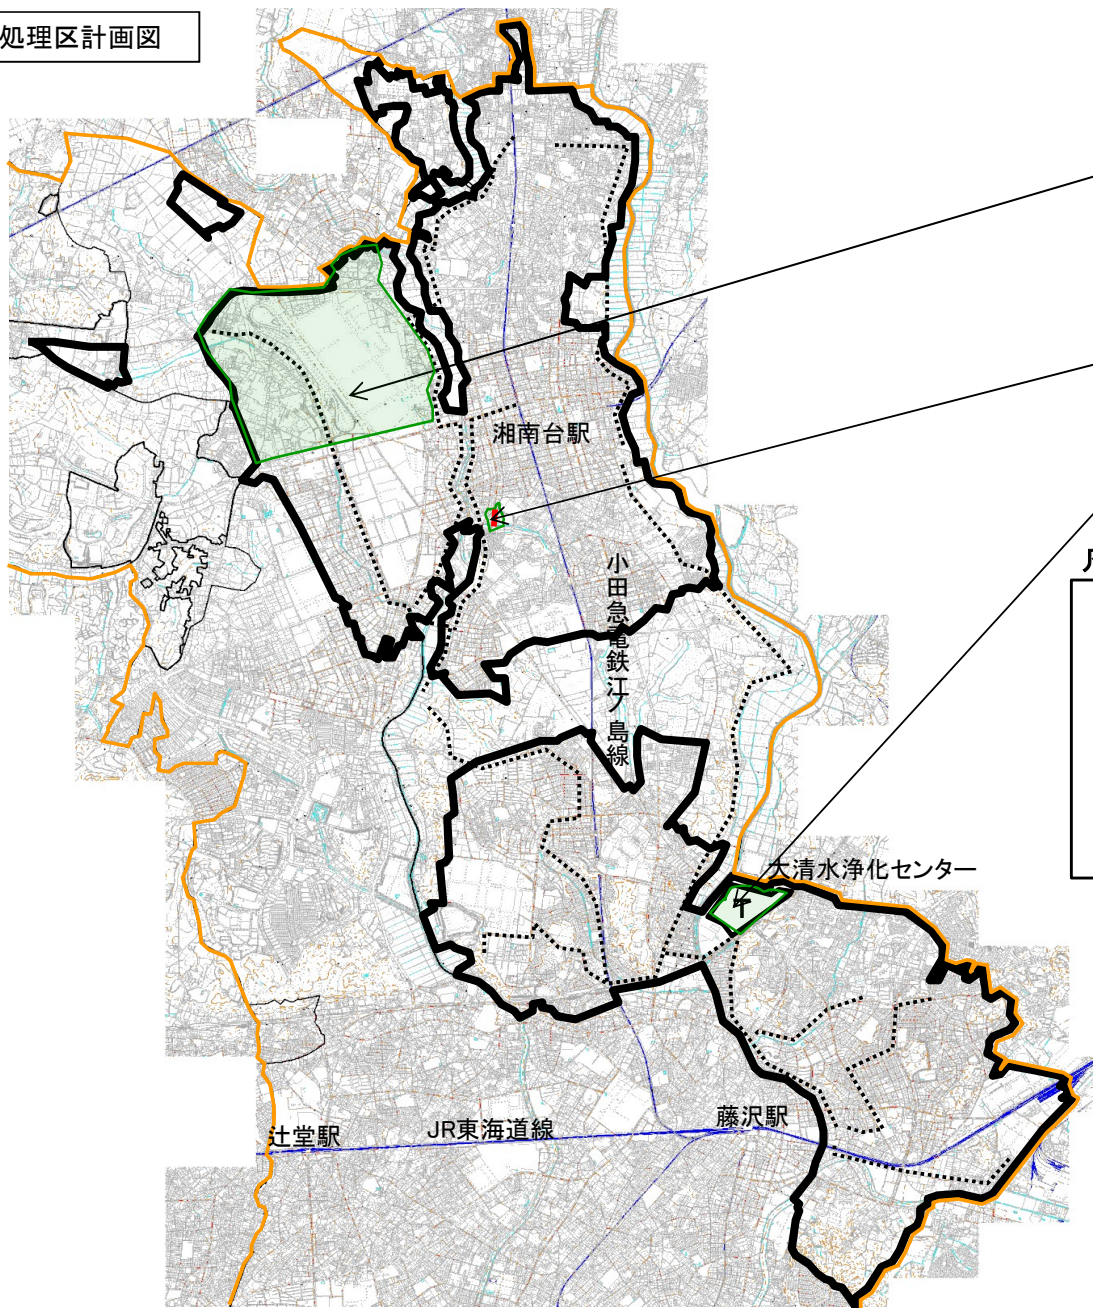 処理区計画図
湘南台駅
小田急電鉄江ノ島線
大清水浄化センター
藤沢駅
JR東海道線
辻堂駅